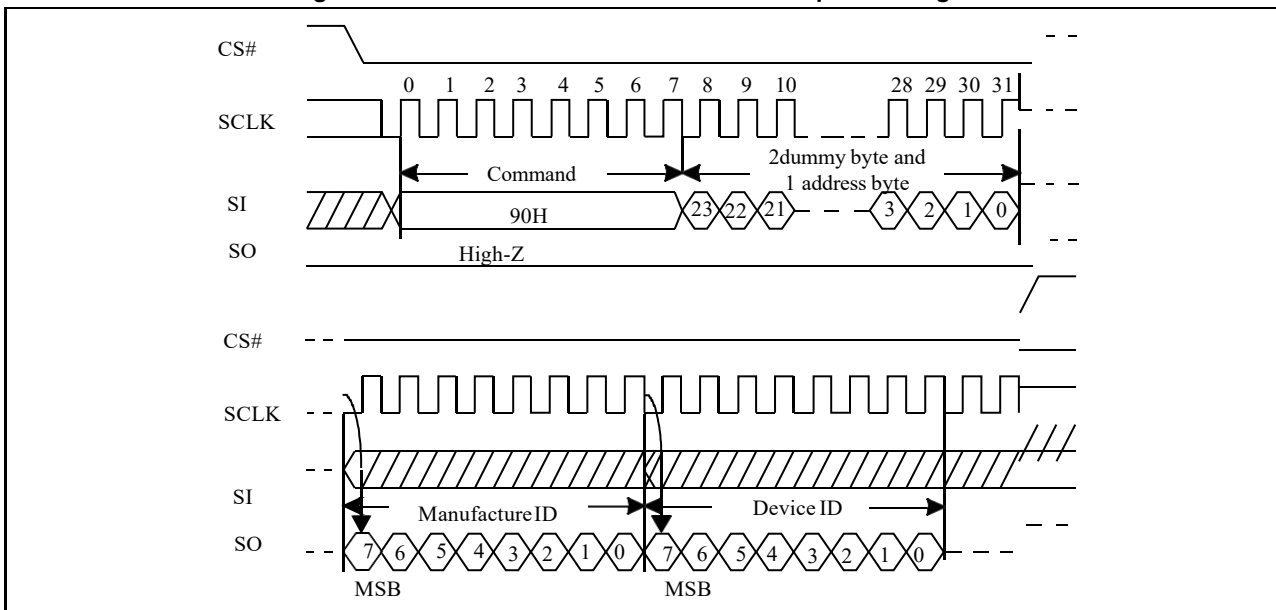 CS#
0 1 2 3 4 5 6 7 8 9 10 28 29 30 31
SCLK
2dummy byte and
Command
1 address byte
SI
90H
23 22 21 3 2 1 0
SO
High-Z
CS#
SCLK
SI
ManufactureID
Device ID
SO
7 6 5 4 3 2 1 0 7 6 5 4 3 2 1 0
MSB MSB